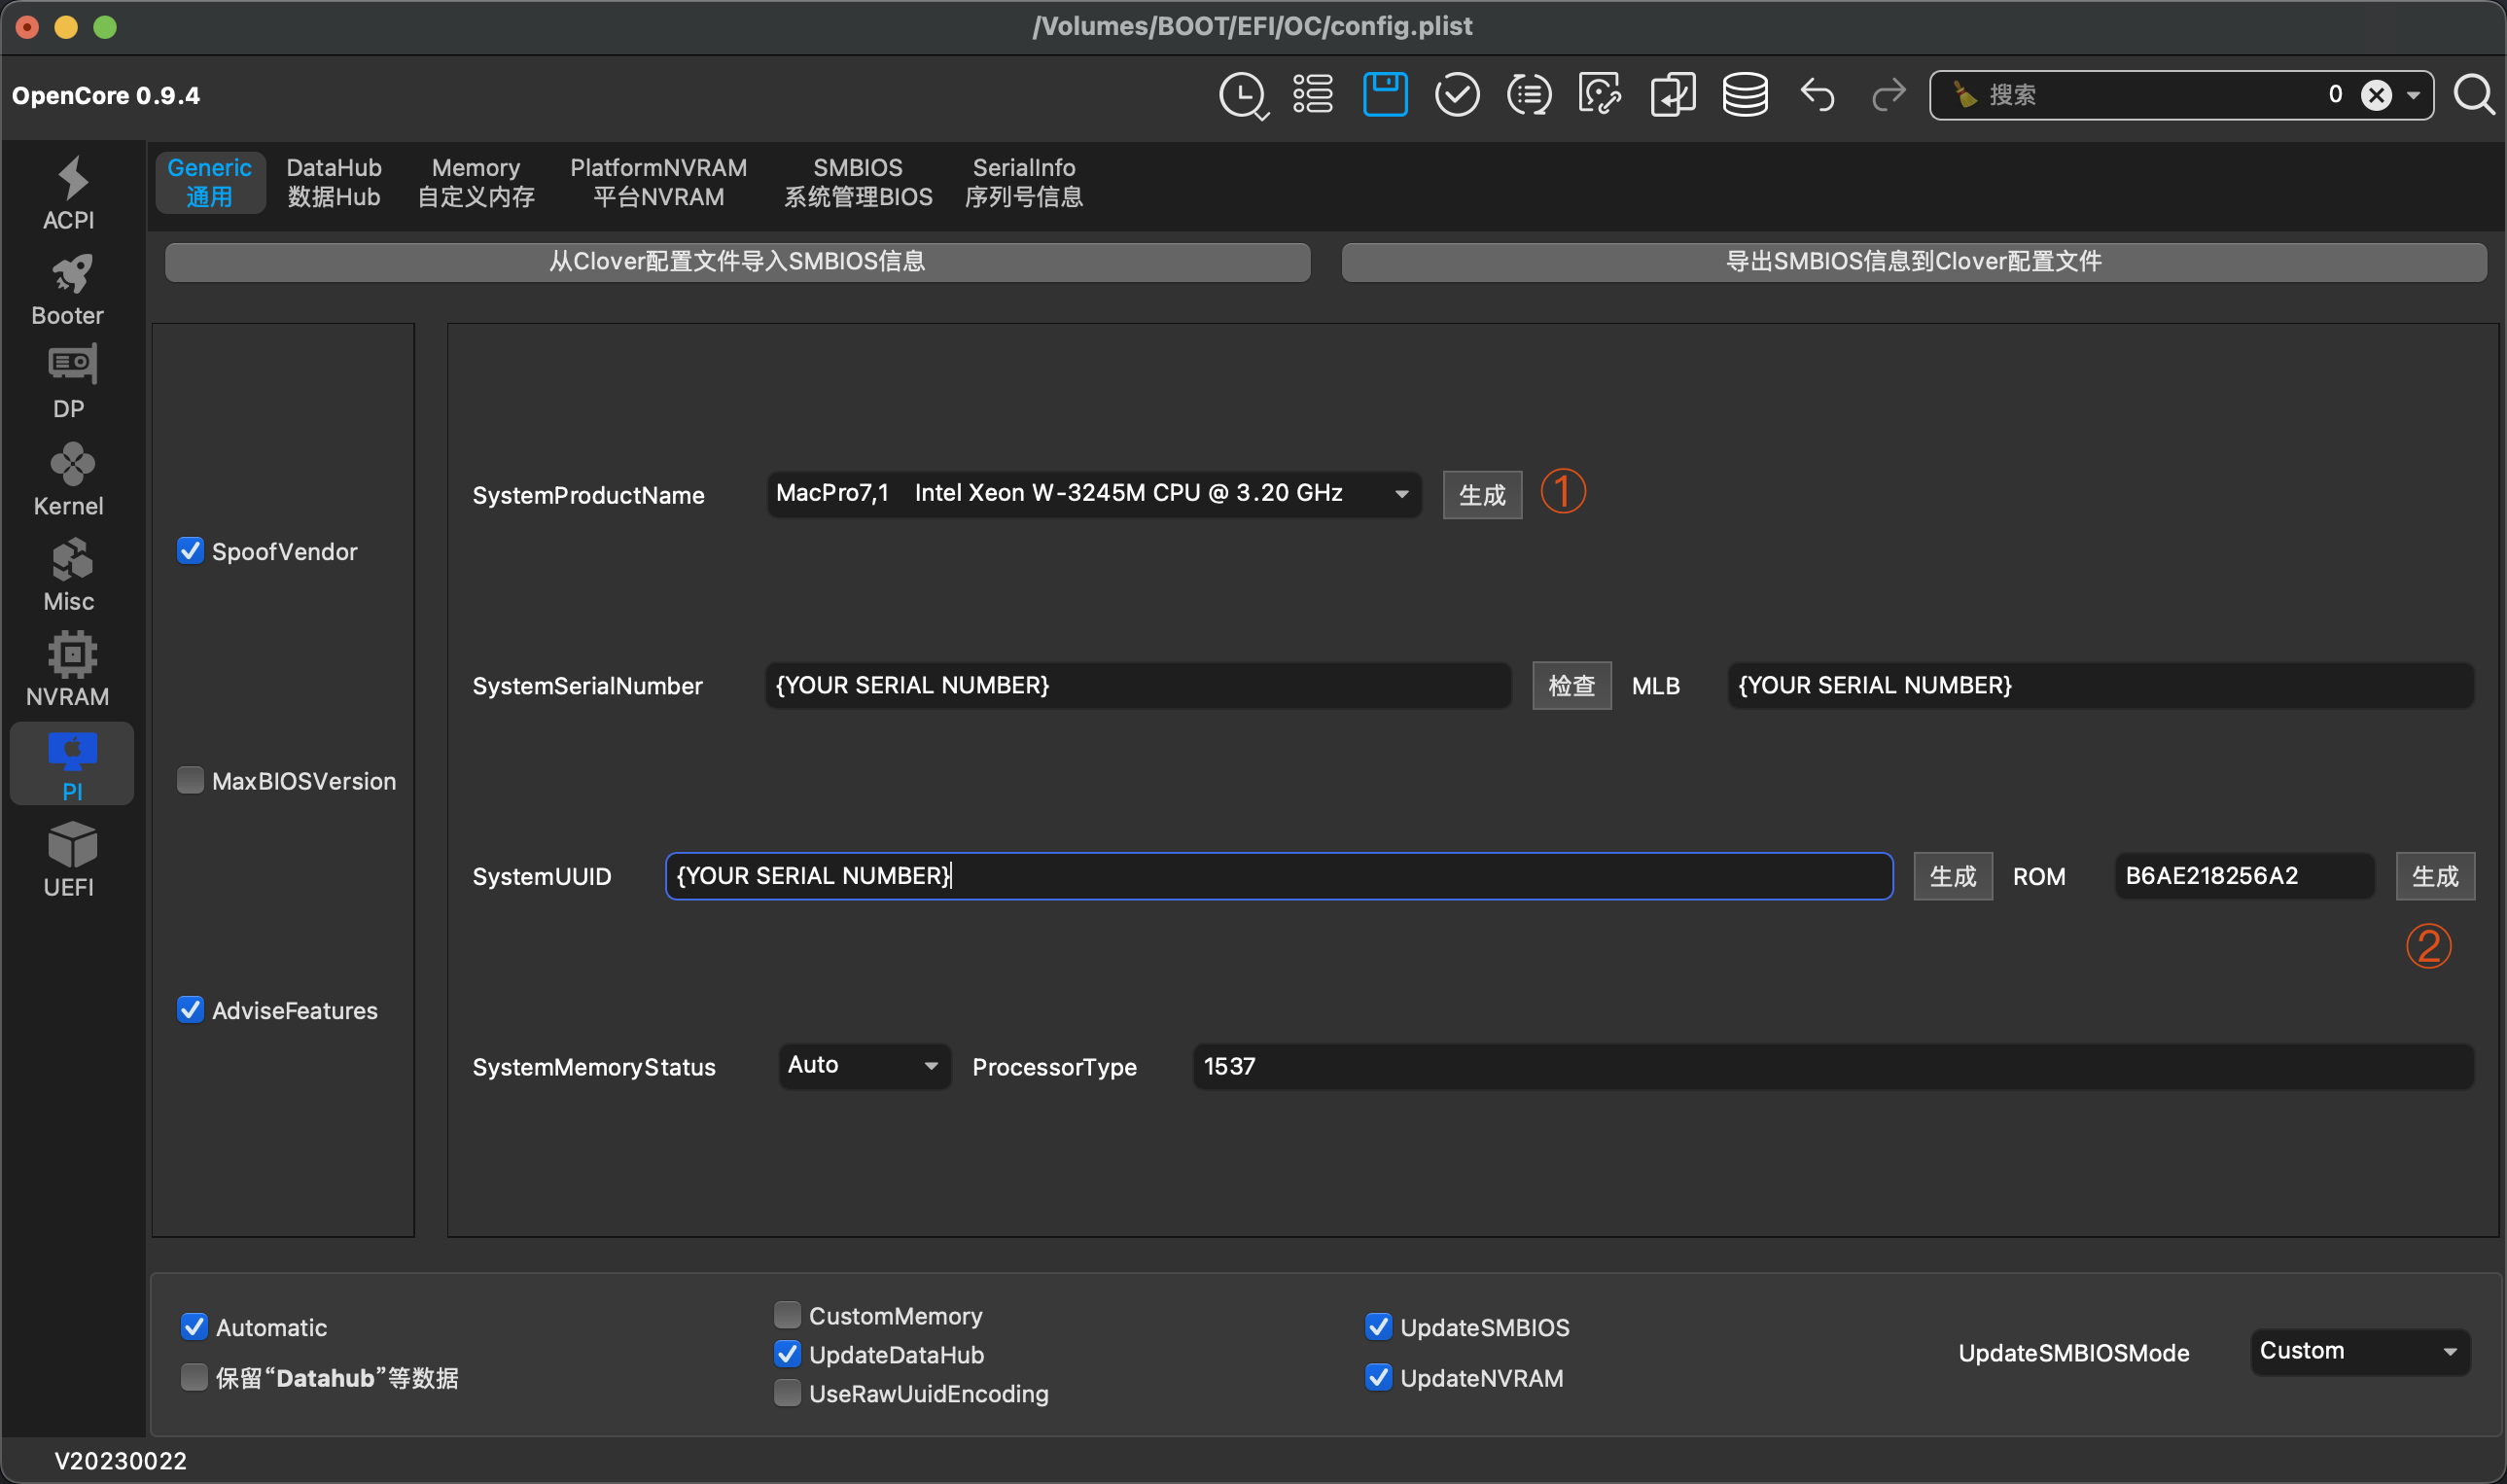 /Volumes/BOOT/EFI/OC/config.plist
OpenCore 0.9.4
搜索 0
ACPI
Booter
DP
Kernel
Misc
NVRAM
PI
UEFI
Generic DataHub Memory PlatformNVRAM SMBIOS SerialInfo
通用 数据Hub 自定义内存 平台NVRAM 系统管理BIOS 序列号信息
从Clover配置文件导入SMBIOS信息 导出SMBIOS信息到Clover配置文件
SpoofVendor
MaxBIOSVersion
AdviseFeatures
SystemProductName MacPro7,1 Intel Xeon W-3245M CPU @ 3.20 GHz 生成 ①
SystemSerialNumber {YOUR SERIAL NUMBER} 检查 MLB {YOUR SERIAL NUMBER}
SystemUUID {YOUR SERIAL NUMBER} 生成 ROM B6AE218256A2 生成
②
SystemMemoryStatus Auto ProcessorType 1537
Automatic
保留“Datahub”等数据
CustomMemory
UpdateDataHub
UseRawUuidEncoding
UpdateSMBIOS
UpdateNVRAM
UpdateSMBIOSMode Custom
V20230022